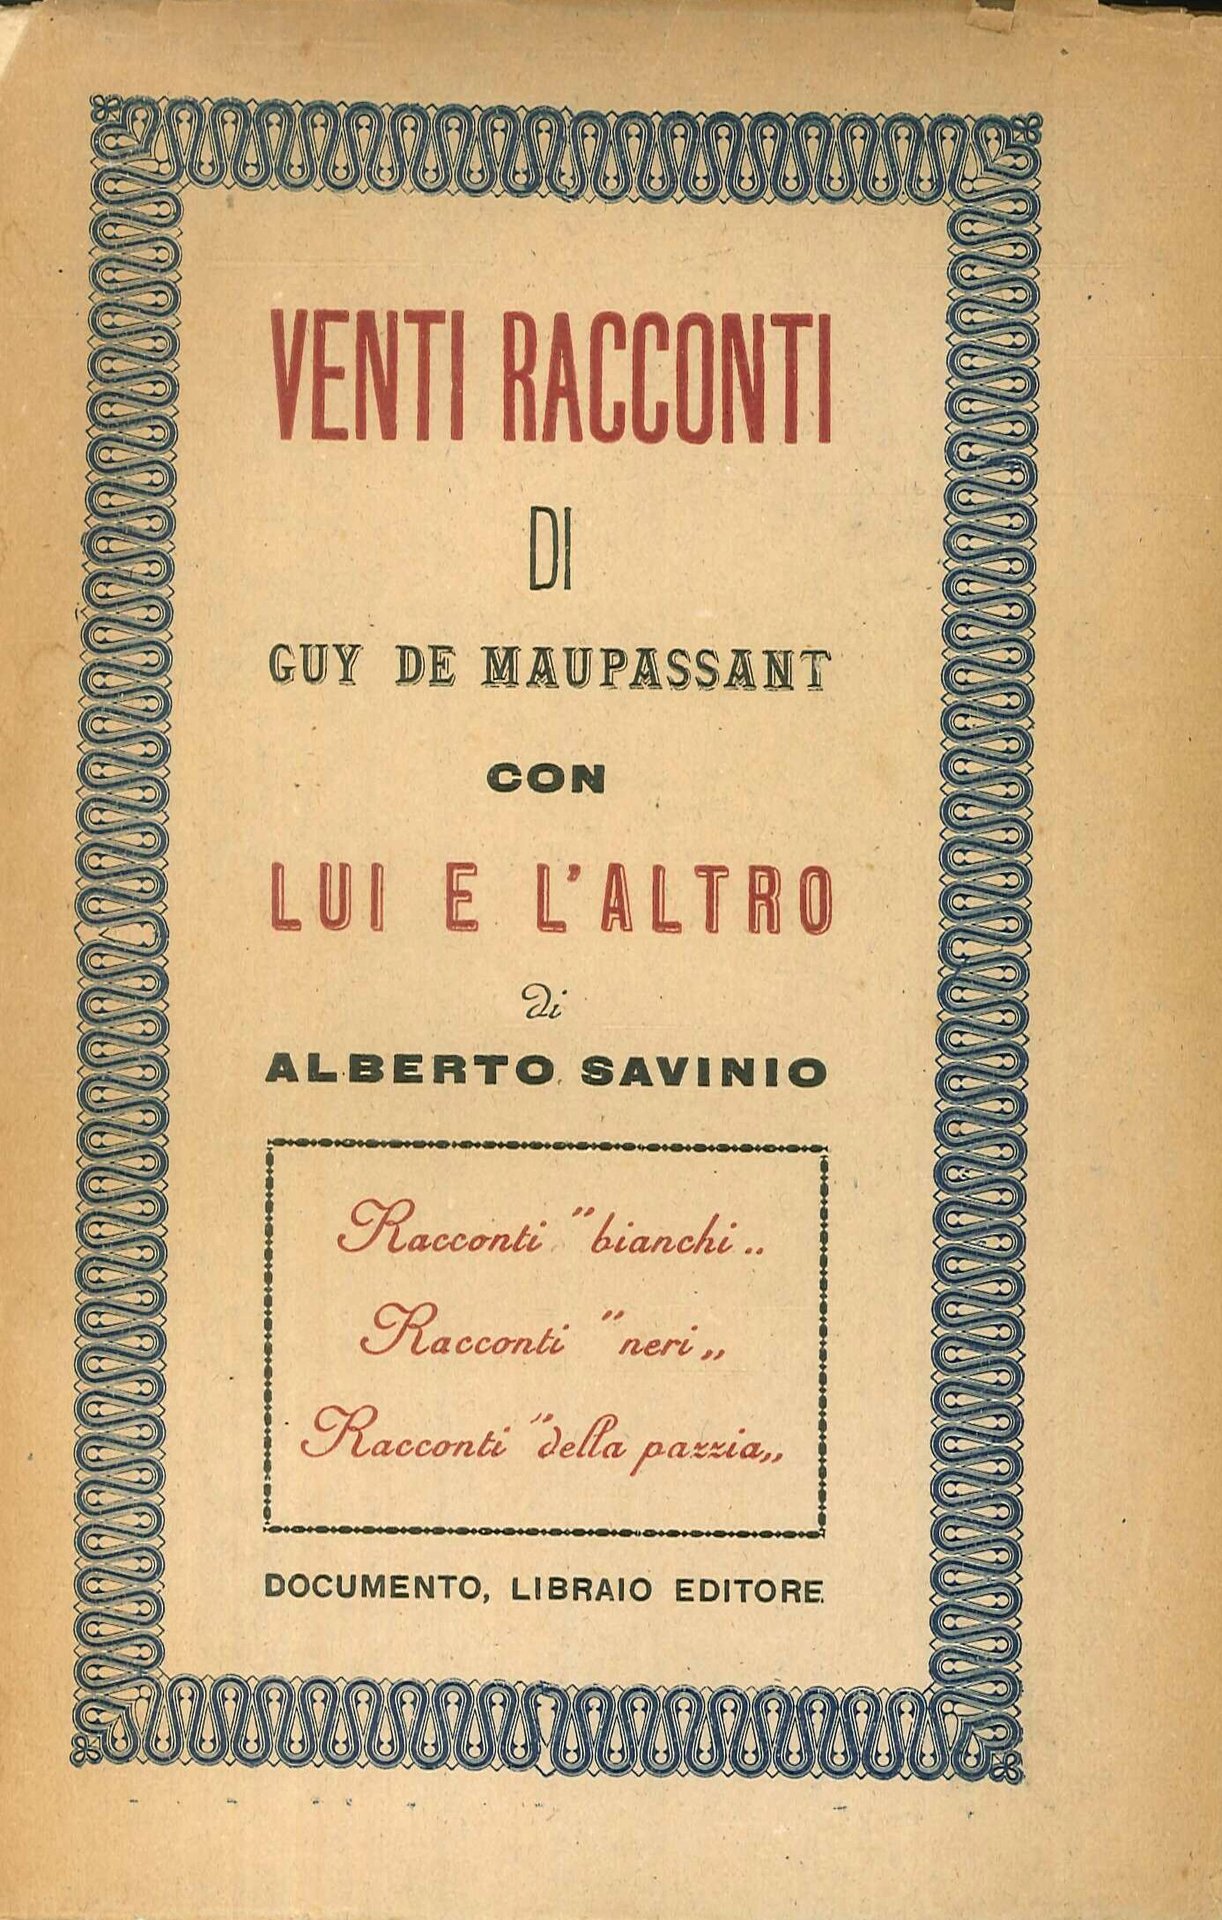 VENTI RACCONTI
DI
GUY DE MAUPASSANT
CON
LUI E L'ALTRO
di
ALBERTO SAVINIO
Racconti "bianchi„
Racconti "neri„
Racconti "della pazzia„
DOCUMENTO, LIBRAIO EDITORE